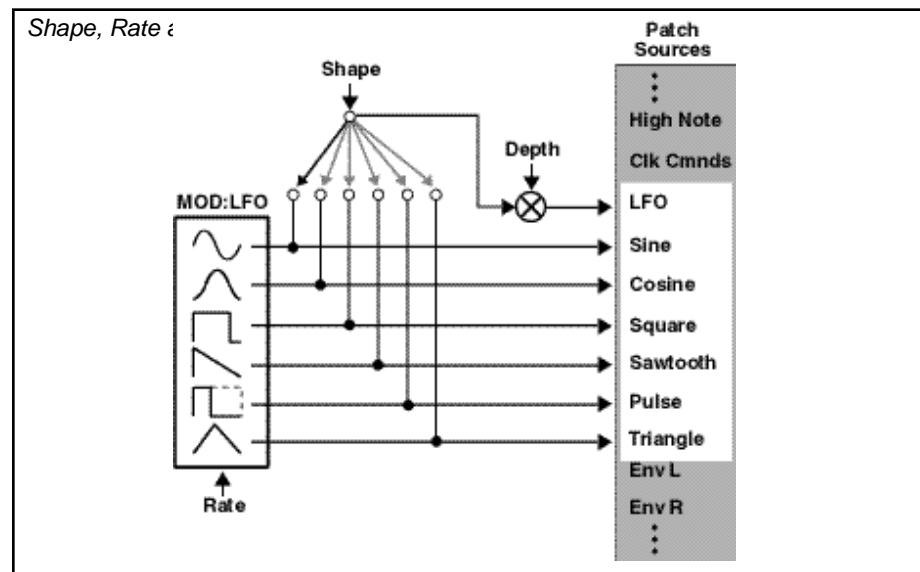 Shape, Rate
Patch
Sources
Shape
High Note
Depth
Clk Cmnds
MOD:LFO
LFO
Sine
Cosine
Square
Sawtooth
Pulse
Triangle
Env L
Rate
Env R